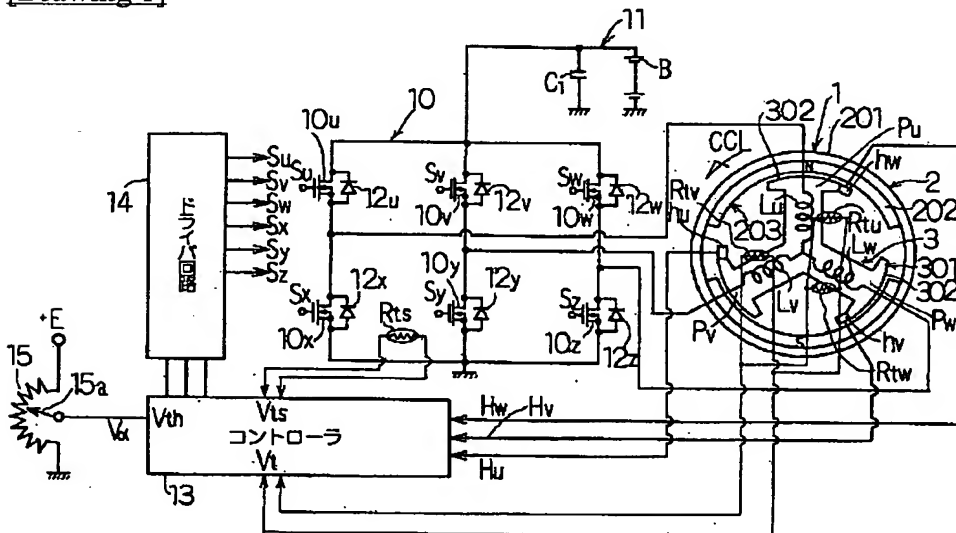 11
B
C1
10
10u
302
1
201
Pu
CCL
hw
2
14
Su
Su
Sv
Sv
Sw
Sw
Sx
Sy
Sz
12u
10v
12v
10w
12w
Rtv
hu
Lu
203
202
Rtu
Lw
3
ドライバ回路
Sx
12x
10y
Sy
12y
Sz
Lv
301
302
Pw
10x
Rts
10z
12z
Pv
hv
Rtw
+E
15
15a
Vα
Vth
Vts
コントローラ
Vt
Hw
Hv
Hu
13